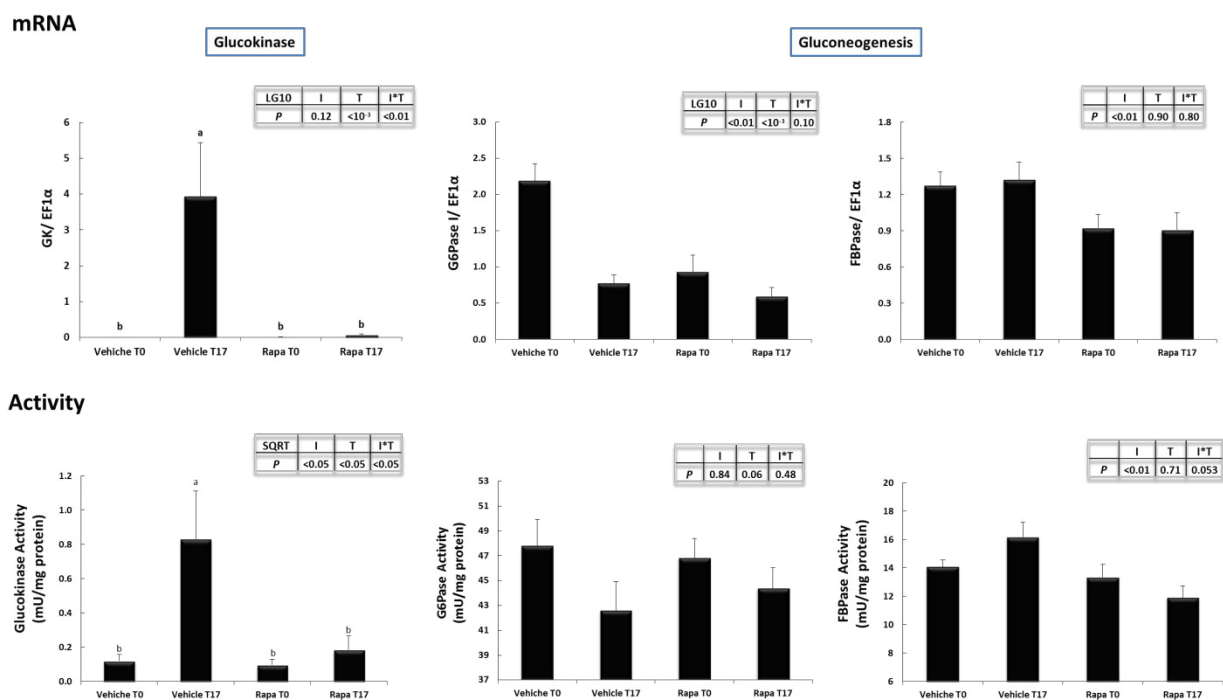 mRNA
Glucokinase
Gluconeogenesis
LG10 I T I*T
P 0.12 <10⁻³ <0.01
GK/ EF1α
6
5
4
3
2
1
0
b
a
b
b
Vehiche T0 Vehicle T17 Rapa T0 Rapa T17
LG10 I T I*T
P <0.01 <10⁻³ 0.10
G6Pase I/ EF1α
3.0
2.5
2.0
1.5
1.0
0.5
0.0
Vehiche T0 Vehicle T17 Rapa T0 Rapa T17
I T I*T
P <0.01 0.90 0.80
FBPase/ EF1α
1.8
1.5
1.2
0.9
0.6
0.3
0.0
Vehiche T0 Vehicle T17 Rapa T0 Rapa T17
Activity
SQRT I T I*T
P <0.05 <0.05 <0.05
Glucokinase Activity
(mU/mg protein)
1.2
1.0
0.8
0.6
0.4
0.2
0.0
b
a
b
b
Vehiche T0 Vehicle T17 Rapa T0 Rapa T17
I T I*T
P 0.84 0.06 0.48
G6Pase Activity
(mU/mg protein)
53
51
49
47
45
43
41
39
37
Vehiche T0 Vehicle T17 Rapa T0 Rapa T17
I T I*T
P <0.01 0.71 0.053
FBPase Activity
(mU/mg protein)
20
18
16
14
12
10
8
6
Vehiche T0 Vehicle T17 Rapa T0 Rapa T17